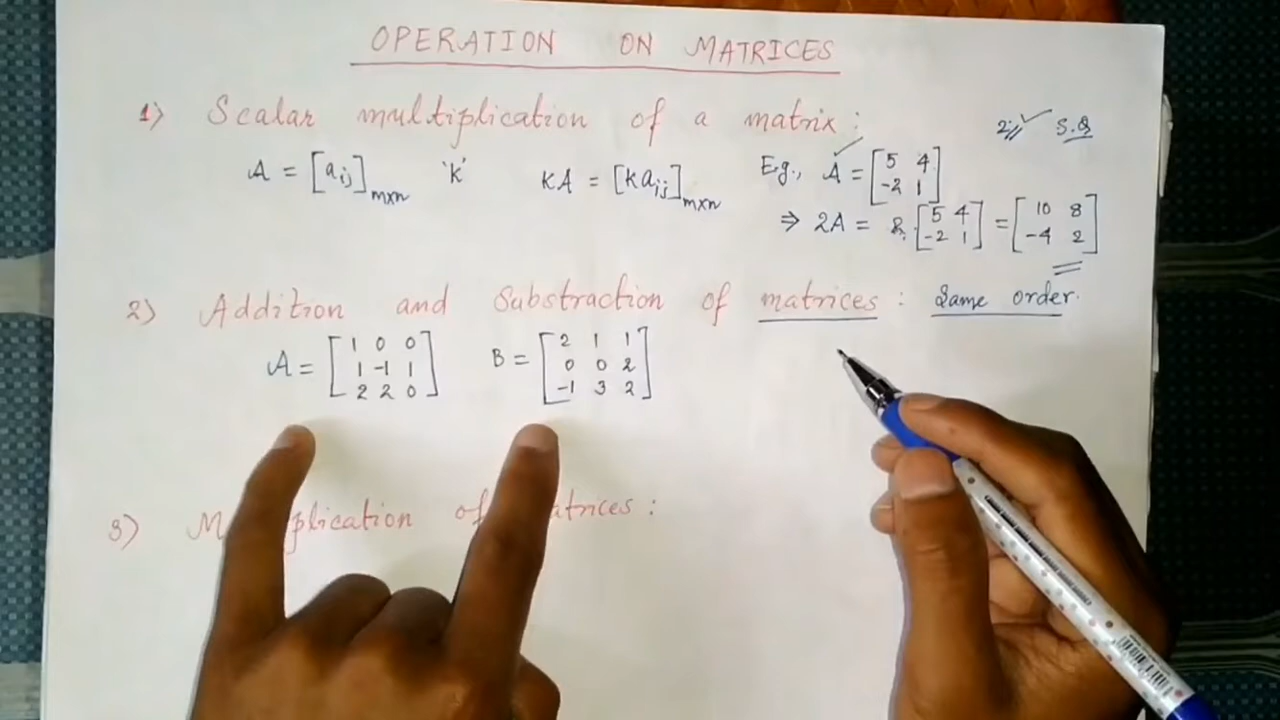 OPERATION ON MATRICES
1) Scalar multiplication of a matrix :
2 S.Q
A = [aij]m×n 'K' KA = [Kaij]m×n E.g., A = [5 4
-2 1]
⇒ 2A = 2. [5 4
-2 1] = [10 8
-4 2]
2) Addition and Substraction of matrices : Same order.
A = [1 0 0
1 -1 1
2 2 0]
B = [2 1 1
0 0 2
-1 3 2]
3) plication of atrices :